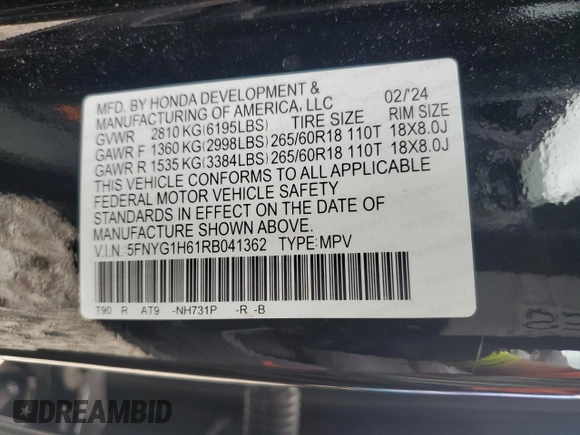 MFD. BY HONDA DEVELOPMENT &
MANUFACTURING OF AMERICA, LLC 02/'24
GVWR 2810 KG(6195LBS) TIRE SIZE RIM SIZE
GAWR F 1360 KG(2998LBS) 265/60R18 110T 18X8.0J
GAWR R 1535 KG(3384LBS) 265/60R18 110T 18X8.0J
THIS VEHICLE CONFORMS TO ALL APPLICABLE
FEDERAL MOTOR VEHICLE SAFETY
STANDARDS IN EFFECT ON THE DATE OF
MANUFACTURE SHOWN ABOVE.
V.I.N. 5FNYG1H61RB041362 TYPE:MPV
T90 R AT9 -NH731P -R -B
DREAMBID